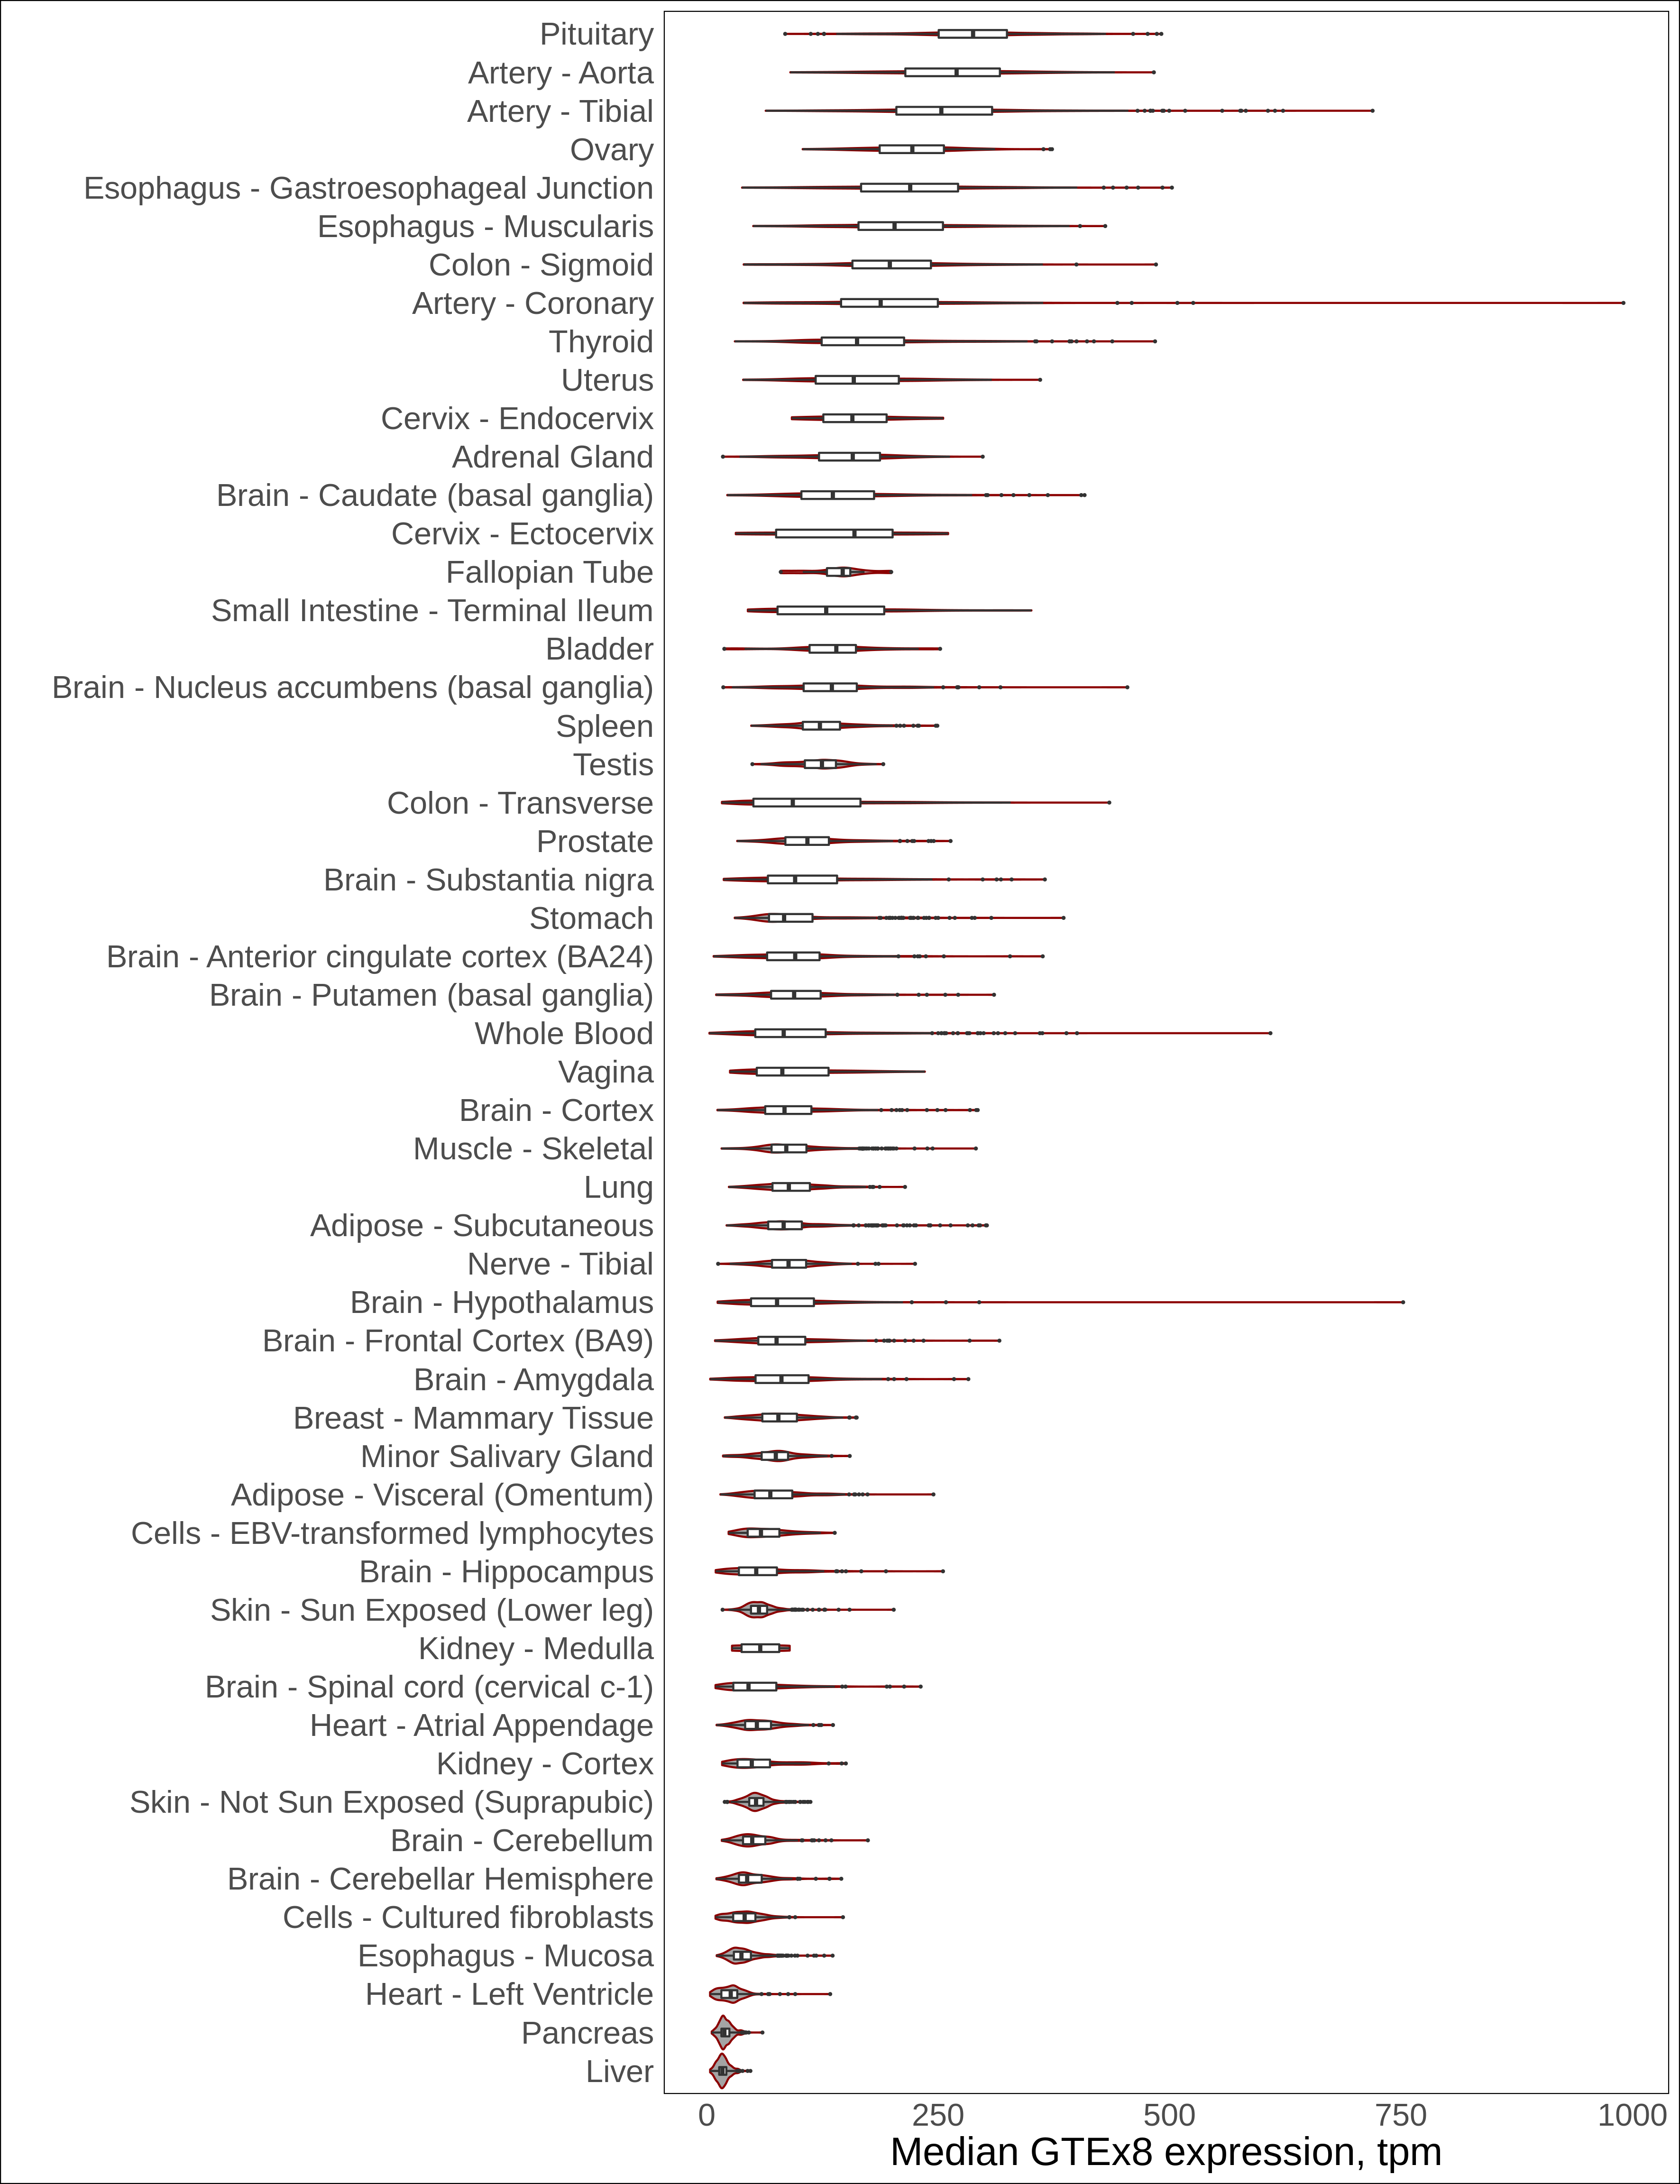 Pituitary
Artery - Aorta
Artery - Tibial
Ovary
Esophagus - Gastroesophageal Junction
Esophagus - Muscularis
Colon - Sigmoid
Artery - Coronary
Thyroid
Uterus
Cervix - Endocervix
Adrenal Gland
Brain - Caudate (basal ganglia)
Cervix - Ectocervix
Fallopian Tube
Small Intestine - Terminal Ileum
Bladder
Brain - Nucleus accumbens (basal ganglia)
Spleen
Testis
Colon - Transverse
Prostate
Brain - Substantia nigra
Stomach
Brain - Anterior cingulate cortex (BA24)
Brain - Putamen (basal ganglia)
Whole Blood
Vagina
Brain - Cortex
Muscle - Skeletal
Lung
Adipose - Subcutaneous
Nerve - Tibial
Brain - Hypothalamus
Brain - Frontal Cortex (BA9)
Brain - Amygdala
Breast - Mammary Tissue
Minor Salivary Gland
Adipose - Visceral (Omentum)
Cells - EBV-transformed lymphocytes
Brain - Hippocampus
Skin - Sun Exposed (Lower leg)
Kidney - Medulla
Brain - Spinal cord (cervical c-1)
Heart - Atrial Appendage
Kidney - Cortex
Skin - Not Sun Exposed (Suprapubic)
Brain - Cerebellum
Brain - Cerebellar Hemisphere
Cells - Cultured fibroblasts
Esophagus - Mucosa
Heart - Left Ventricle
Pancreas
Liver
0 250 500 750 1000
Median GTEx8 expression, tpm